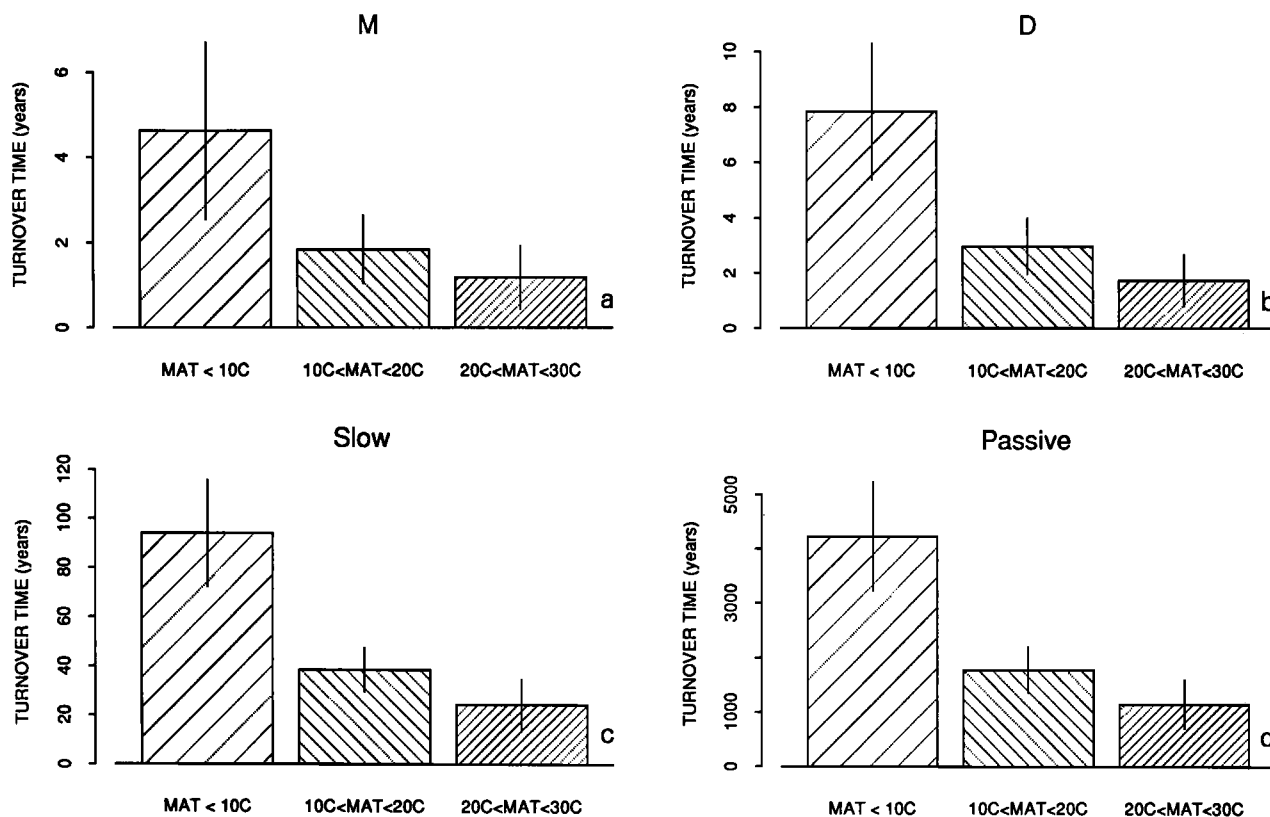 M
TURNOVER TIME (years)
0 2 4 6
MAT < 10C 10C<MAT<20C 20C<MAT<30C
a
D
TURNOVER TIME (years)
0 2 4 6 8 10
MAT < 10C 10C<MAT<20C 20C<MAT<30C
b
Slow
TURNOVER TIME (years)
0 20 40 60 80 100 120
MAT < 10C 10C<MAT<20C 20C<MAT<30C
c
Passive
TURNOVER TIME (years)
0 1000 3000 5000
MAT < 10C 10C<MAT<20C 20C<MAT<30C
d